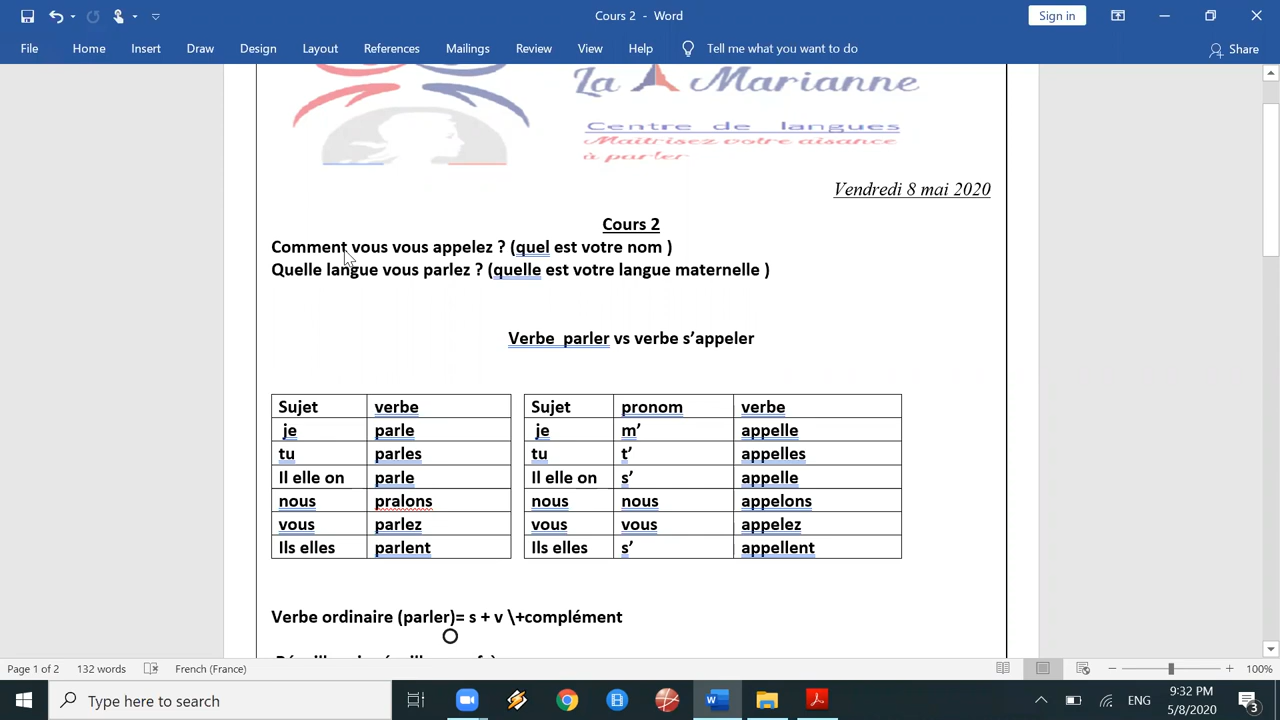 Cours 2 - Word
Sign in
File Home Insert Draw Design Layout References Mailings Review View Help Tell me what you want to do Share
La Marianne
Centre de langues
Maitrisez votre aisance
à parler
Vendredi 8 mai 2020
Cours 2
Comment vous vous appelez ? (quel est votre nom )
Quelle langue vous parlez ? (quelle est votre langue maternelle )
Verbe parler vs verbe s’appeler
Sujet verbe
je parle
tu parles
Il elle on parle
nous pralons
vous parlez
Ils elles parlent
Sujet pronom verbe
je m’ appelle
tu t’ appelles
Il elle on s’ appelle
nous nous appelons
vous vous appelez
Ils elles s’ appellent
Verbe ordinaire (parler)= s + v \+complément
Page 1 of 2 132 words French (France) 100%
Type here to search
ENG
9:32 PM
5/8/2020
3